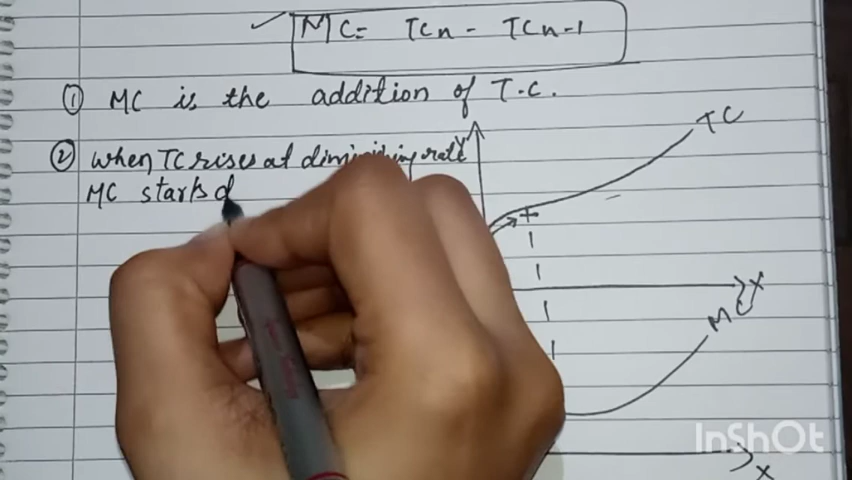 MC = TCn - TCn-1
① MC is the addition of T.C.
TC
② when TC rises at diminishing rate
Y
MC starts d
X
MC
InShOt
X